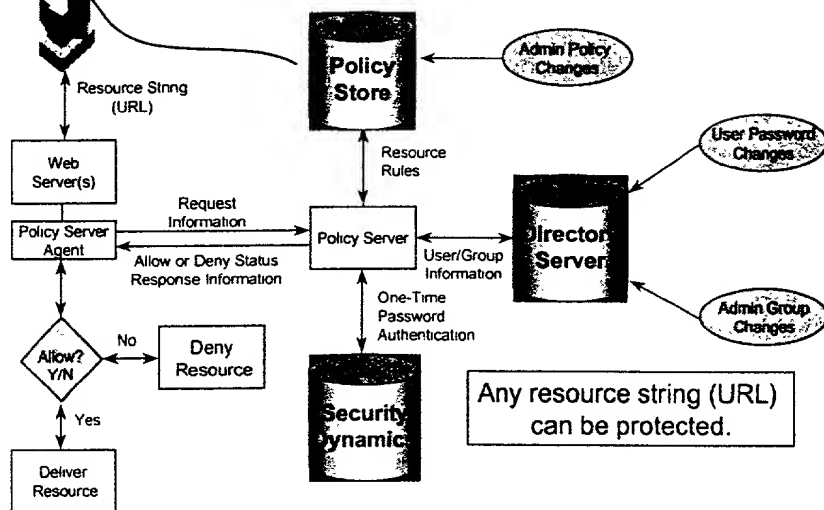 Resource String
(URL)
Policy
Store
Admin Policy
Changes
Web
Server(s)
Resource
Rules
User Password
Changes
Policy Server
Agent
Request
Information
Allow or Deny Status
Response Information
Policy Server
User/Group
Information
Director
Server
One-Time
Password
Authentication
Admin Group
Changes
Allow?
Y/N
No
Deny
Resource
Yes
Deliver
Resource
Security
Dynamic
Any resource string (URL)
can be protected.